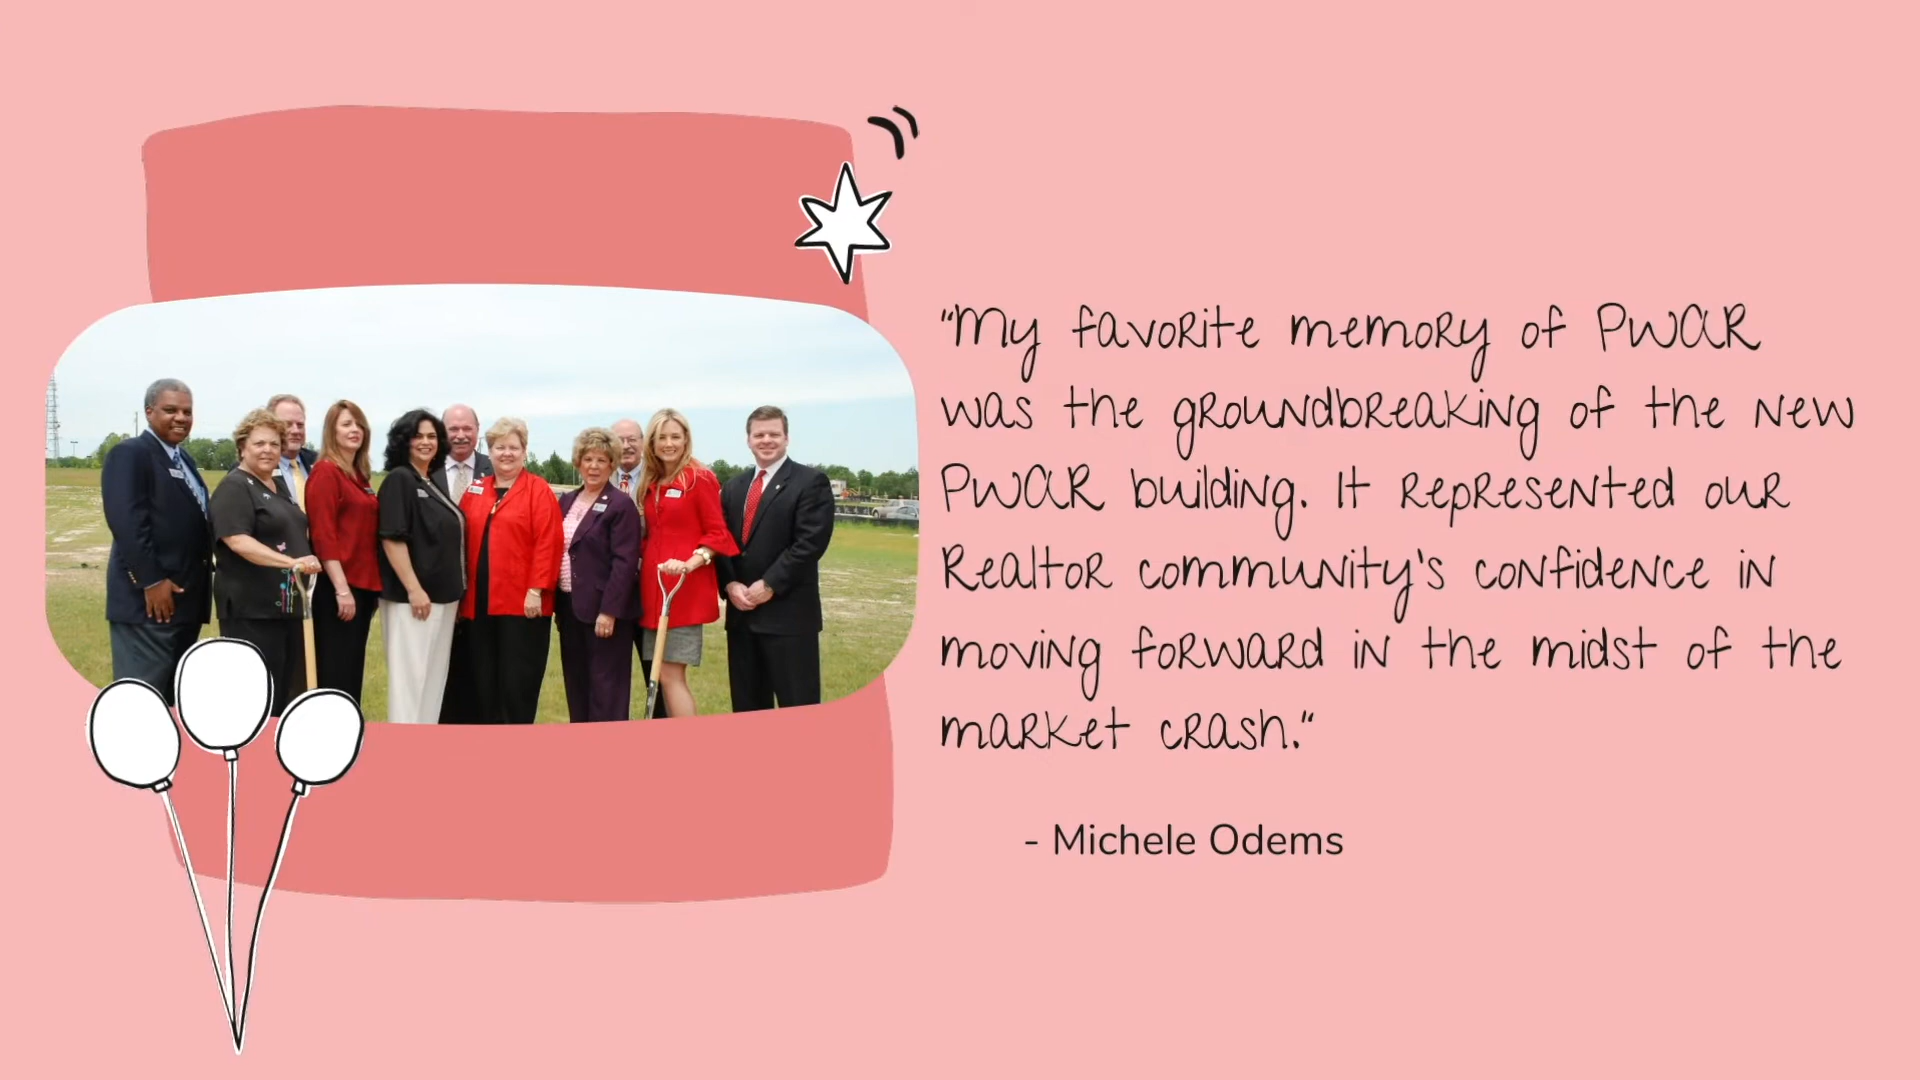 “My favorite memory of PWAR
was the groundbreaking of the new
PWAR building. It represented our
Realtor community's confidence in
moving forward in the midst of the
market crash.“
- Michele Odems